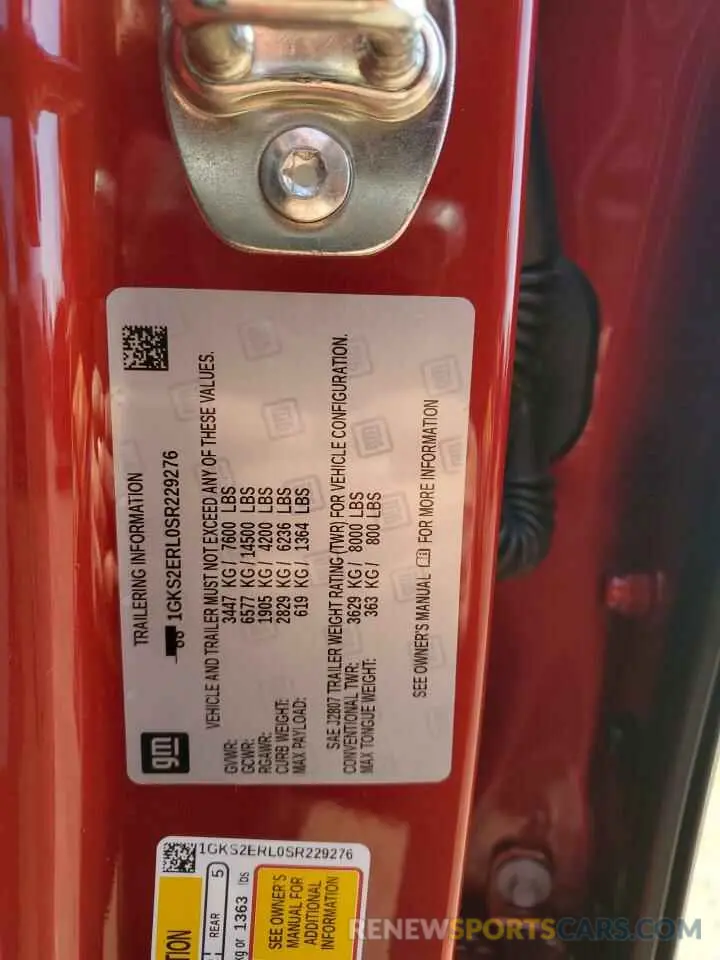 TRAILERING INFORMATION
1GKS2ERL0SR229276
VEHICLE AND TRAILER MUST NOT EXCEED ANY OF THESE VALUES.
GVWR: 3447 KG / 7600 LBS
GCWR: 6577 KG / 14500 LBS
RGAWR: 1905 KG / 4200 LBS
CURB WEIGHT: 2829 KG / 6236 LBS
MAX PAYLOAD: 619 KG / 1364 LBS
SAE J2807 TRAILER WEIGHT RATING (TWR) FOR VEHICLE CONFIGURATION.
CONVENTIONAL TWR: 3629 KG / 8000 LBS
MAX TONGUE WEIGHT: 363 KG / 800 LBS
SEE OWNER'S MANUAL FOR MORE INFORMATION
gm
1GKS2ERL0SR229276
REAR 5
kg or 1363 lbs
SEE OWNER'S
MANUAL FOR
ADDITIONAL
INFORMATION
RENEWSPORTSCARS.COM